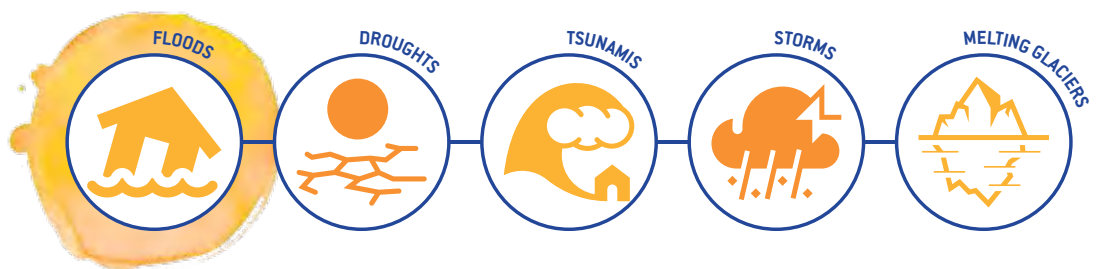 FLOODS
DROUGHTS
TSUNAMIS
STORMS
MELTING GLACIERS